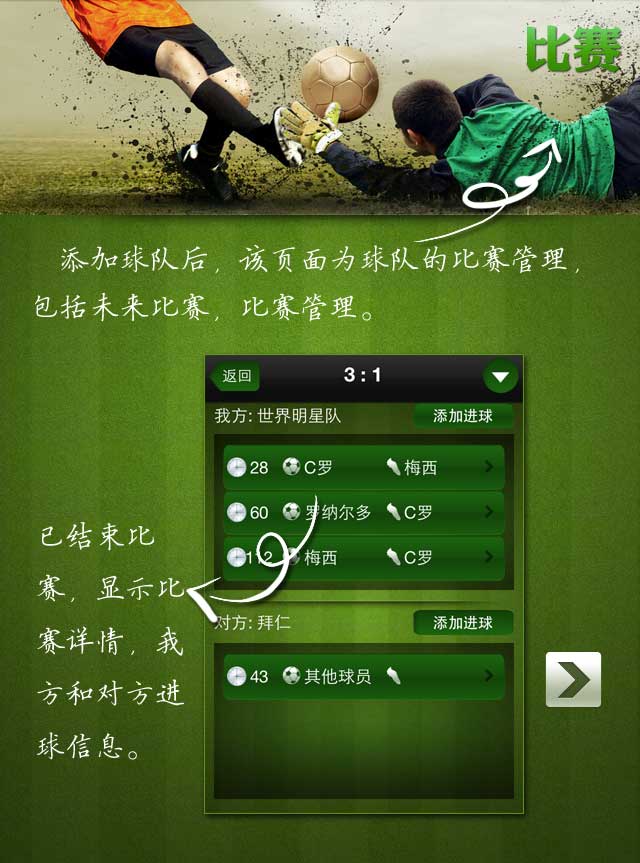 比赛
添加球队后，该页面为球队的比赛管理，
包括未来比赛，比赛管理。
返回
3 : 1
我方: 世界明星队
添加进球
28 C罗 梅西
60 罗纳尔多 C罗
112 梅西 C罗
对方: 拜仁
添加进球
43 其他球员
已结束比
赛，显示比
赛详情，我
方和对方进
球信息。